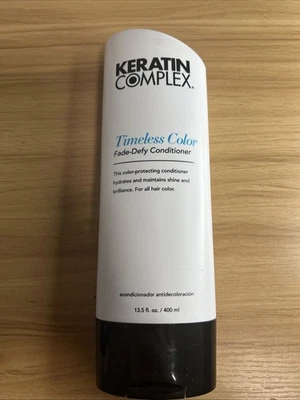 KERATIN
COMPLEX®
Timeless Color
Fade-Defy Conditioner
This color-protecting conditioner
hydrates and maintains shine and
brilliance. For all hair color.
acondicionador antidecoloración
13.5 fl. oz. / 400 ml